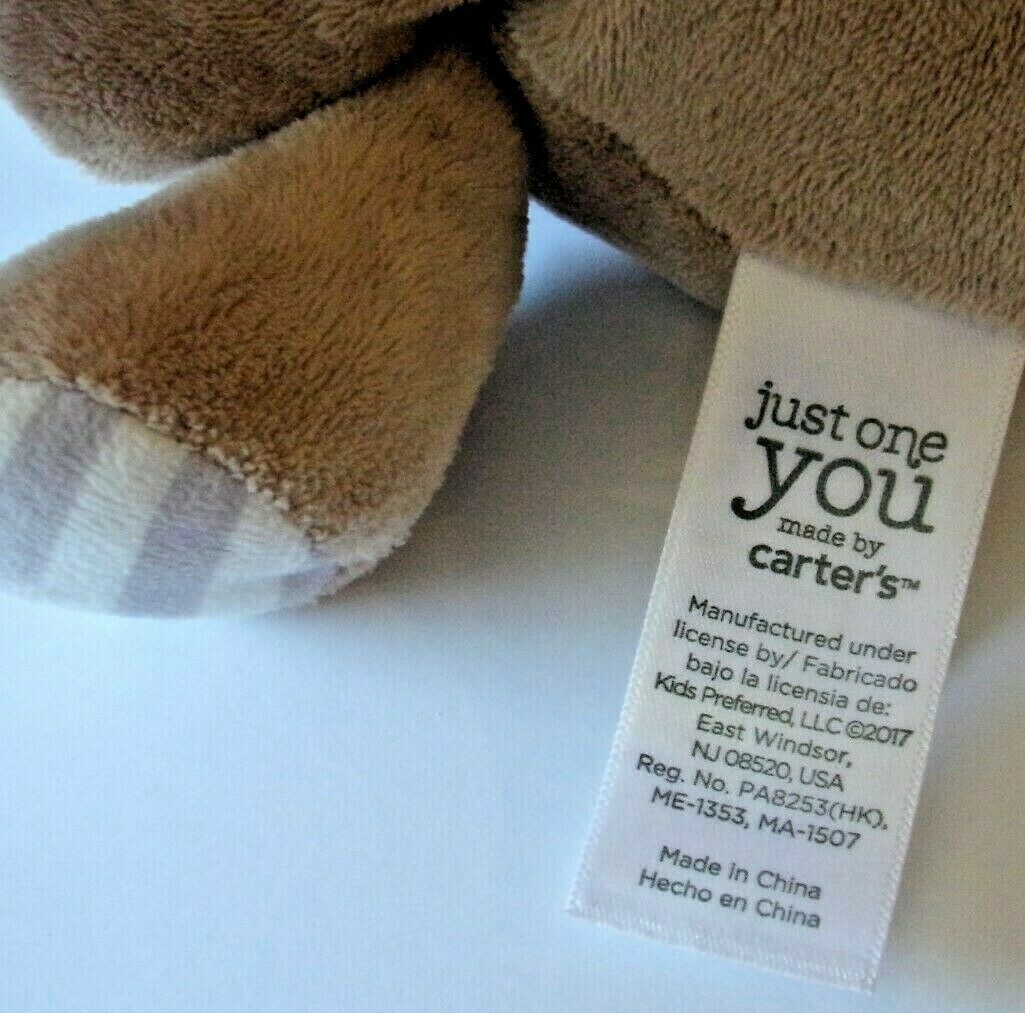 just one
you
made by
carter's™
Manufactured under
license by/ Fabricado
bajo la licensia de:
Kids Preferred, LLC ©2017
East Windsor,
NJ 08520, USA
Reg. No. PA8253(HK),
ME-1353, MA-1507
Made in China
Hecho en China